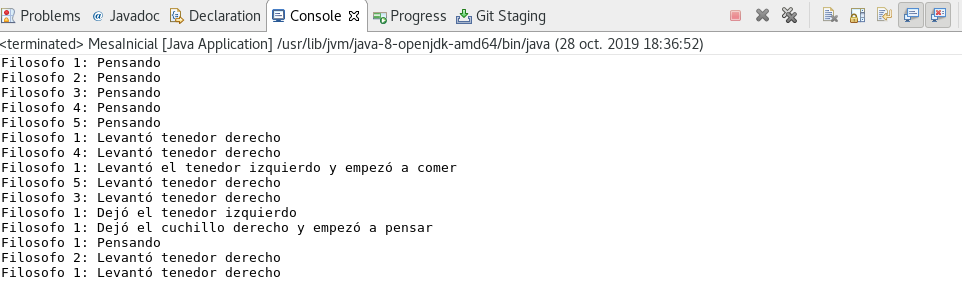 Problems @ Javadoc Declaration Console Progress Git Staging
<terminated> MesaInicial [Java Application] /usr/lib/jvm/java-8-openjdk-amd64/bin/java (28 oct. 2019 18:36:52)
Filosofo 1: Pensando
Filosofo 2: Pensando
Filosofo 3: Pensando
Filosofo 4: Pensando
Filosofo 5: Pensando
Filosofo 1: Levantó tenedor derecho
Filosofo 4: Levantó tenedor derecho
Filosofo 1: Levantó el tenedor izquierdo y empezó a comer
Filosofo 5: Levantó tenedor derecho
Filosofo 3: Levantó tenedor derecho
Filosofo 1: Dejó el tenedor izquierdo
Filosofo 1: Dejó el cuchillo derecho y empezó a pensar
Filosofo 1: Pensando
Filosofo 2: Levantó tenedor derecho
Filosofo 1: Levantó tenedor derecho